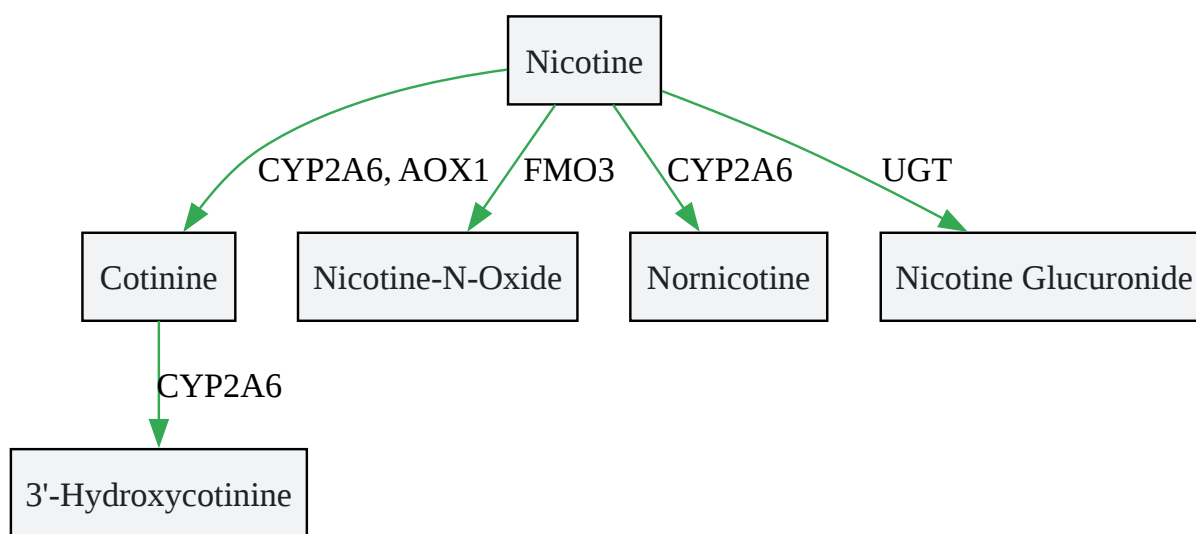 Nicotine
CYP2A6, AOX1
FMO3
CYP2A6
UGT
Cotinine
Nicotine-N-Oxide
Nornicotine
Nicotine Glucuronide
CYP2A6
3'-Hydroxycotinine